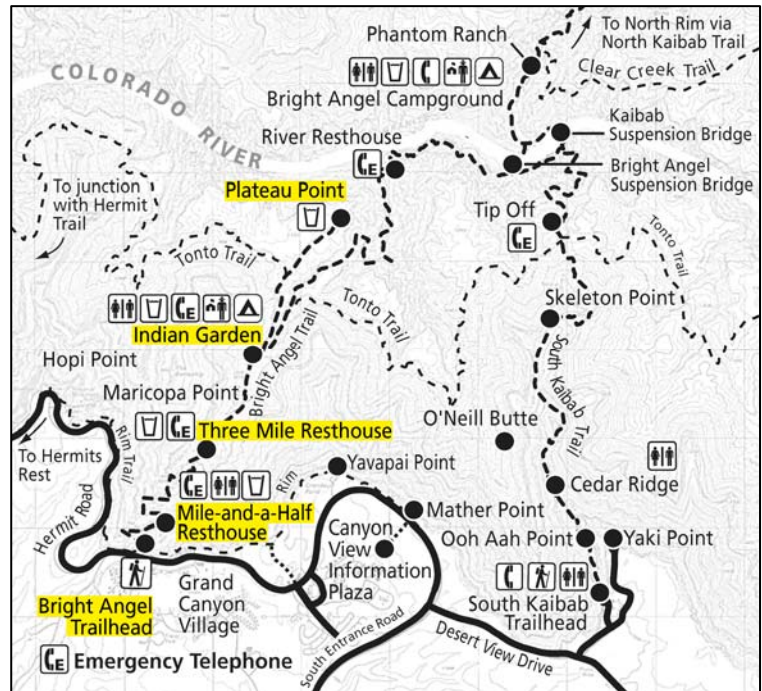 Phantom Ranch
To North Rim via
North Kaibab Trail
Clear Creek Trail
COLORADO
RIVER
Bright Angel Campground
Kaibab
Suspension Bridge
River Resthouse
E
Bright Angel
Suspension Bridge
To junction
with Hermit
Trail
Plateau Point
Tip Off
E
Tonto Trail
Tonto Trail
Tonto Trail
E
Indian Garden
Skeleton Point
Bright Angel Trail
South Kaibab
Trail
Hopi Point
Maricopa Point
E
Three Mile Resthouse
O'Neill Butte
To Hermits
Rest
Rim Trail
Rim
Yavapai Point
E
Mile-and-a-Half
Resthouse
Cedar Ridge
Mather Point
Hermit Road
Canyon
View
Information
Plaza
Ooh Aah Point
Yaki Point
Bright Angel
Trailhead
Grand
Canyon
Village
South Kaibab
Trailhead
South Entrance Road
Desert View Drive
E Emergency Telephone